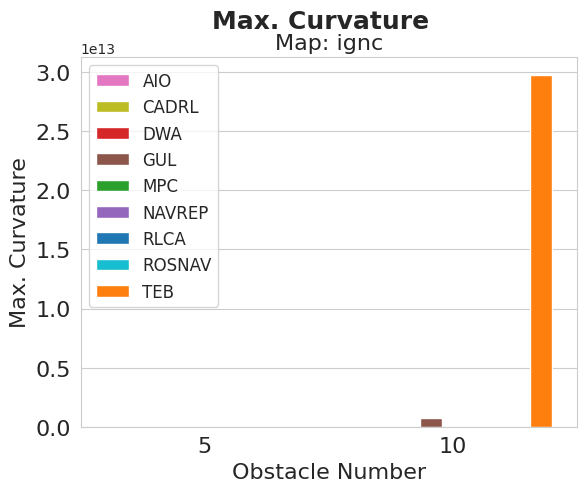 Max. Curvature
Map: ignc
1e13
3.0
2.5
2.0
1.5
1.0
0.5
0.0
Max. Curvature
AIO
CADRL
DWA
GUL
MPC
NAVREP
RLCA
ROSNAV
TEB
5 10
Obstacle Number